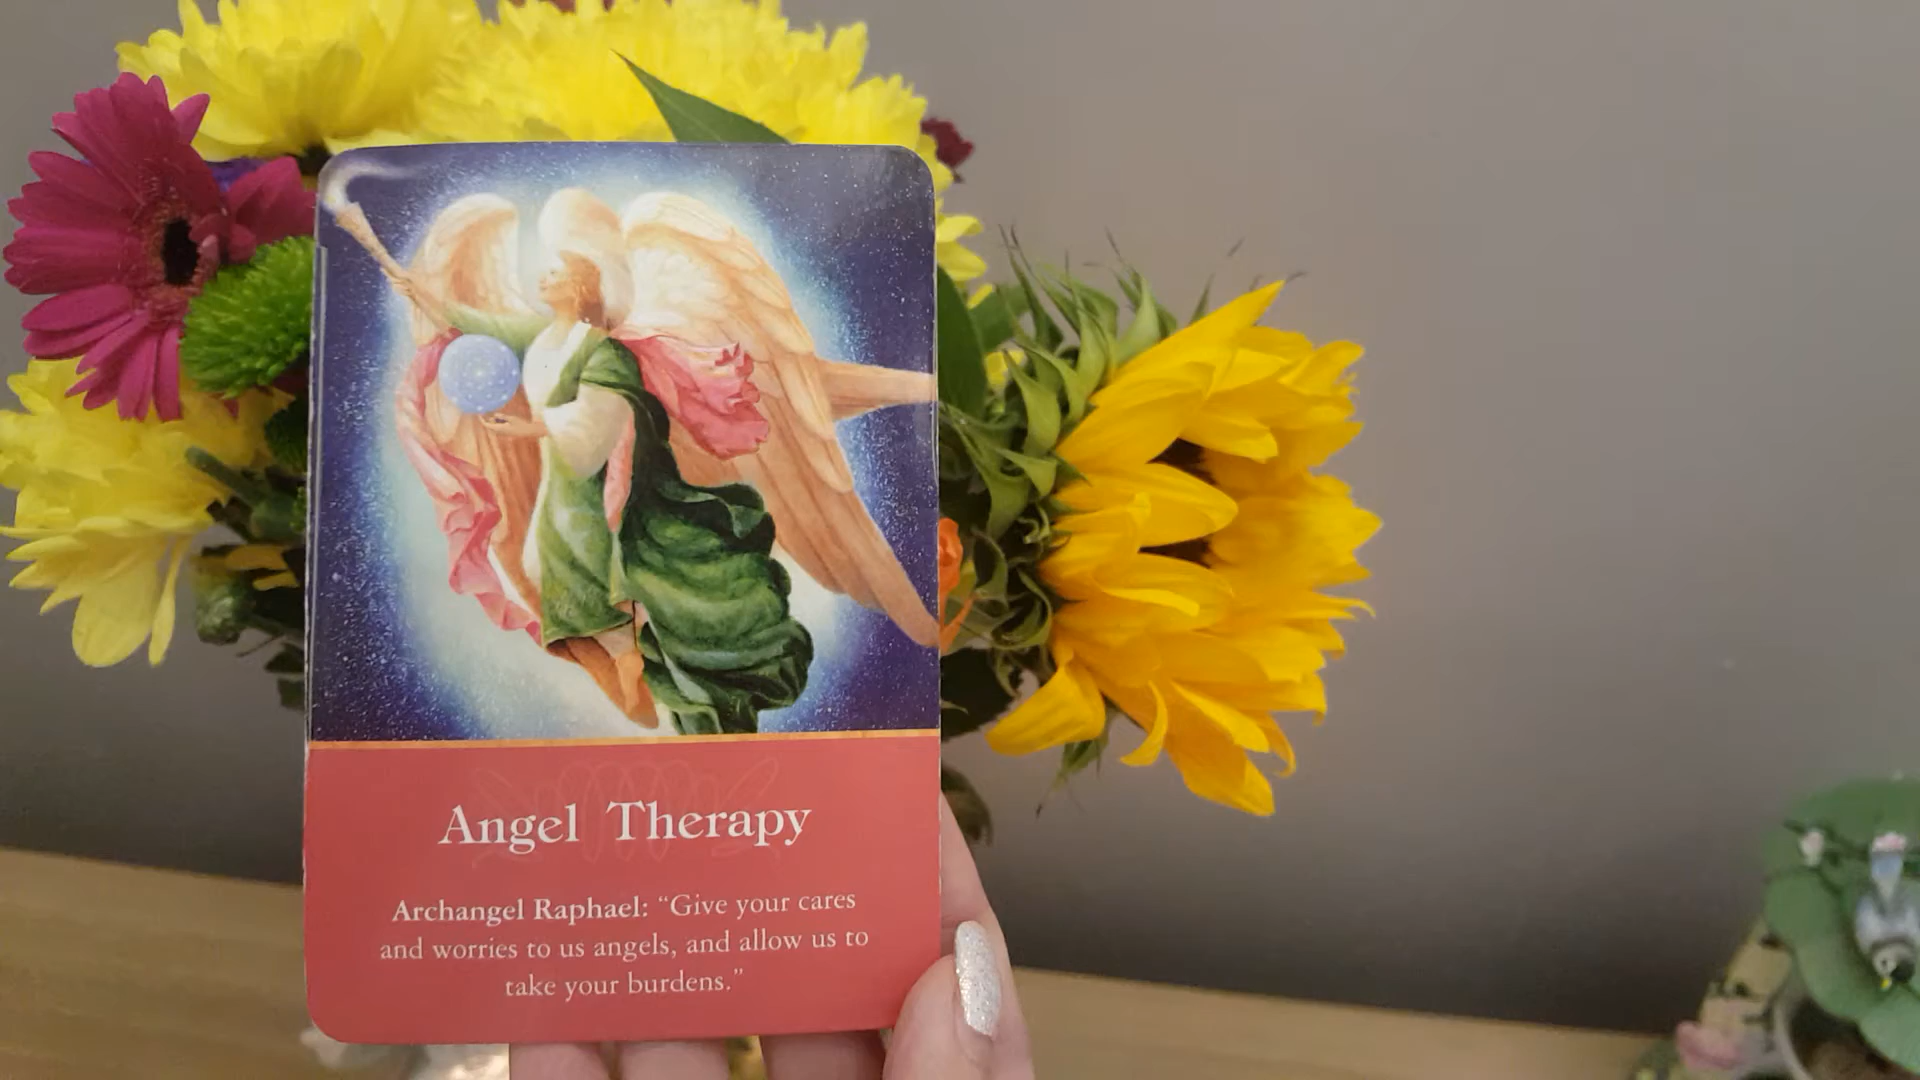 Angel Therapy
Archangel Raphael: “Give your cares
and worries to us angels, and allow us to
take your burdens.”